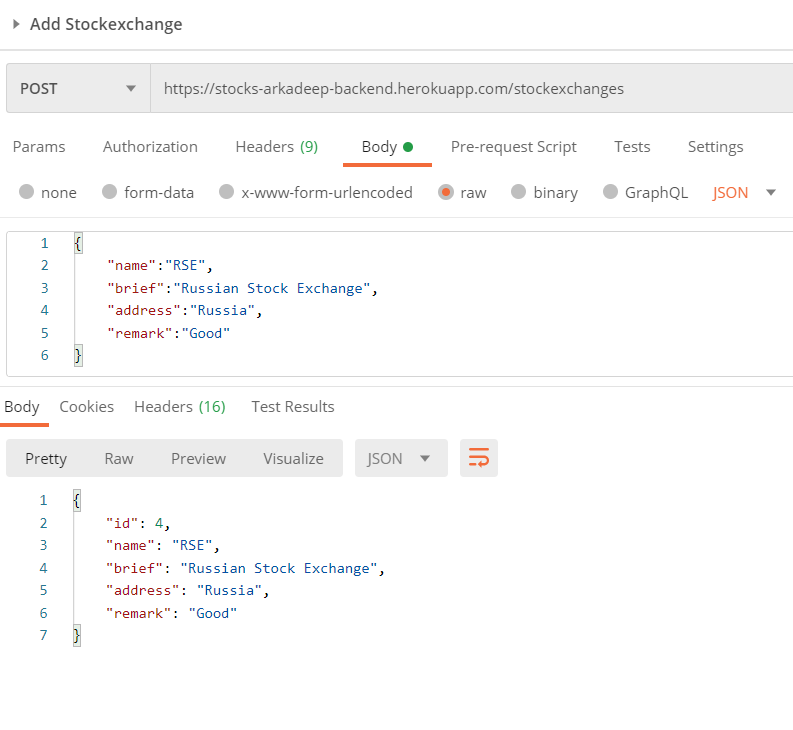 Add Stockexchange
POST https://stocks-arkadeep-backend.herokuapp.com/stockexchanges
Params Authorization Headers (9) Body Pre-request Script Tests Settings
none form-data x-www-form-urlencoded raw binary GraphQL JSON
1 {
2 "name":"RSE",
3 "brief":"Russian Stock Exchange",
4 "address":"Russia",
5 "remark":"Good"
6 }
Body Cookies Headers (16) Test Results
Pretty Raw Preview Visualize JSON
1 {
2 "id": 4,
3 "name": "RSE",
4 "brief": "Russian Stock Exchange",
5 "address": "Russia",
6 "remark": "Good"
7 }